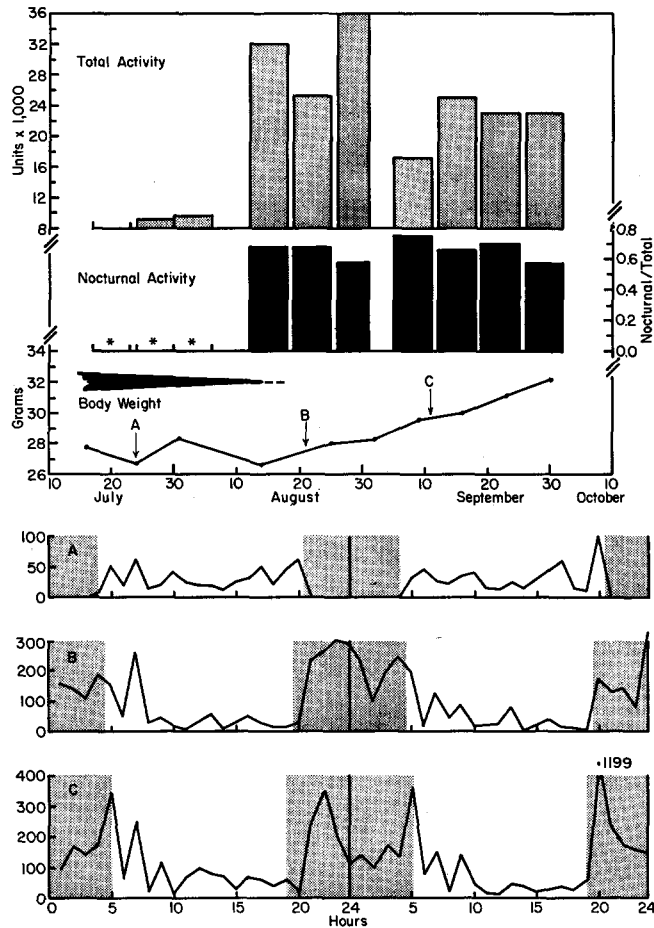 36
32
28
24
20
16
12
8
Units x 1,000
Total Activity
0.8
0.6
0.4
0.2
0.0
Nocturnal/Total
Nocturnal Activity
* * *
34
32
30
28
26
Grams
Body Weight
A
B
C
10 20 30 10 20 30 10 20 30 10
July August September October
100
50
0
A
300
200
100
0
B
400
300
200
100
0
C
•1199
0 5 10 15 20 24 5 10 15 20 24
Hours